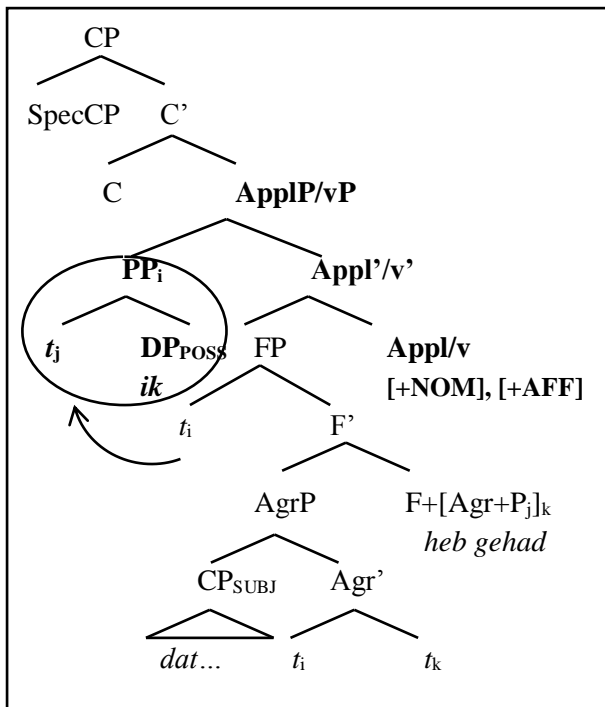 CP
SpecCP C’
C ApplP/vP
PPi Appl’/v’
tj DPPOSS FP Appl/v
ik [+NOM], [+AFF]
ti F’
AgrP F+[Agr+Pj]k
heb gehad
CPSUBJ Agr’
dat… ti tk